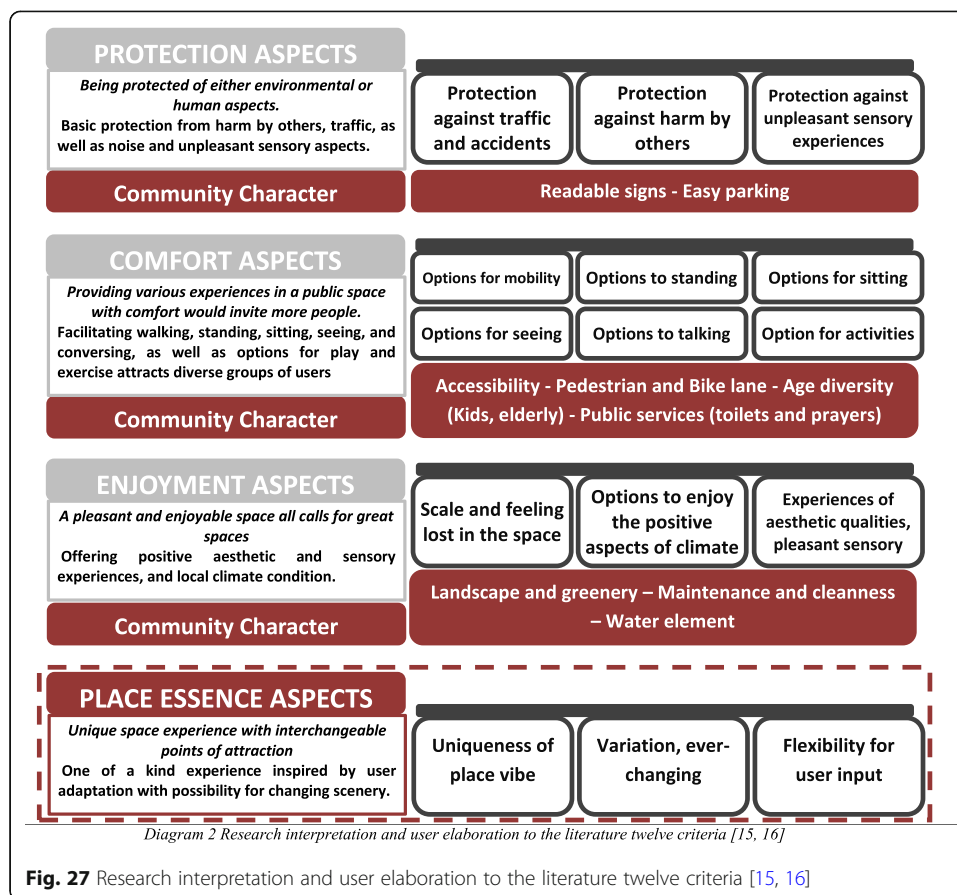 PROTECTION ASPECTS
Being protected of either environmental or
human aspects.
Basic protection from harm by others, traffic, as
well as noise and unpleasant sensory aspects.
Community Character
Protection
against traffic
and accidents
Protection
against harm by
others
Protection against
unpleasant sensory
experiences
Readable signs - Easy parking
COMFORT ASPECTS
Providing various experiences in a public space
with comfort would invite more people.
Facilitating walking, standing, sitting, seeing, and
conversing, as well as options for play and
exercise attracts diverse groups of users
Community Character
Options for mobility
Options to standing
Options for sitting
Options for seeing
Options to talking
Option for activities
Accessibility - Pedestrian and Bike lane - Age diversity
(Kids, elderly) - Public services (toilets and prayers)
ENJOYMENT ASPECTS
A pleasant and enjoyable space all calls for great
spaces
Offering positive aesthetic and sensory
experiences, and local climate condition.
Community Character
Scale and feeling
lost in the space
Options to enjoy
the positive
aspects of climate
Experiences of
aesthetic qualities,
pleasant sensory
Landscape and greenery – Maintenance and cleanness
– Water element
PLACE ESSENCE ASPECTS
Unique space experience with interchangeable
points of attraction
One of a kind experience inspired by user
adaptation with possibility for changing scenery.
Uniqueness of
place vibe
Variation, ever-
changing
Flexibility for
user input
Diagram 2 Research interpretation and user elaboration to the literature twelve criteria [15, 16]
Fig. 27 Research interpretation and user elaboration to the literature twelve criteria [15, 16]